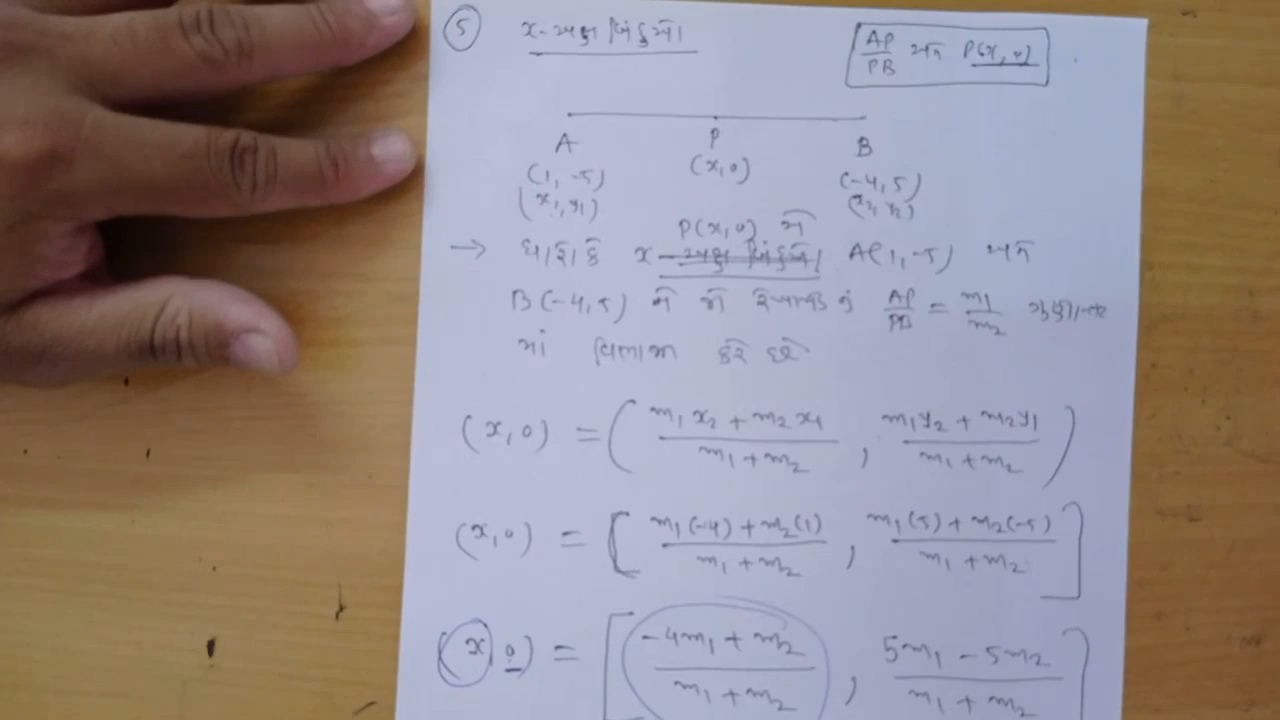 ⑤ x-અક્ષ બિંદુઓ
AP/PB અને P(x, 0)
A P B
(1, -5) (x, 0) (-4, 5)
(x₁, y₁) (x₂, y₂)
P(x, 0) એ
→ ધારો કે x- A(1, -5) અને
B(-4, 5) ને AB નું AP/PB = m₁/m₂
માં વિભાજન કરે છે
(x, 0) = ( (m₁x₂ + m₂x₁)/(m₁ + m₂) , (m₁y₂ + m₂y₁)/(m₁ + m₂) )
(x, 0) = [ (m₁(-4) + m₂(1))/(m₁ + m₂) , (m₁(5) + m₂(-5))/(m₁ + m₂) ]
(x, 0) = [ (-4m₁ + m₂)/(m₁ + m₂) , (5m₁ - 5m₂)/(m₁ + m₂) ]